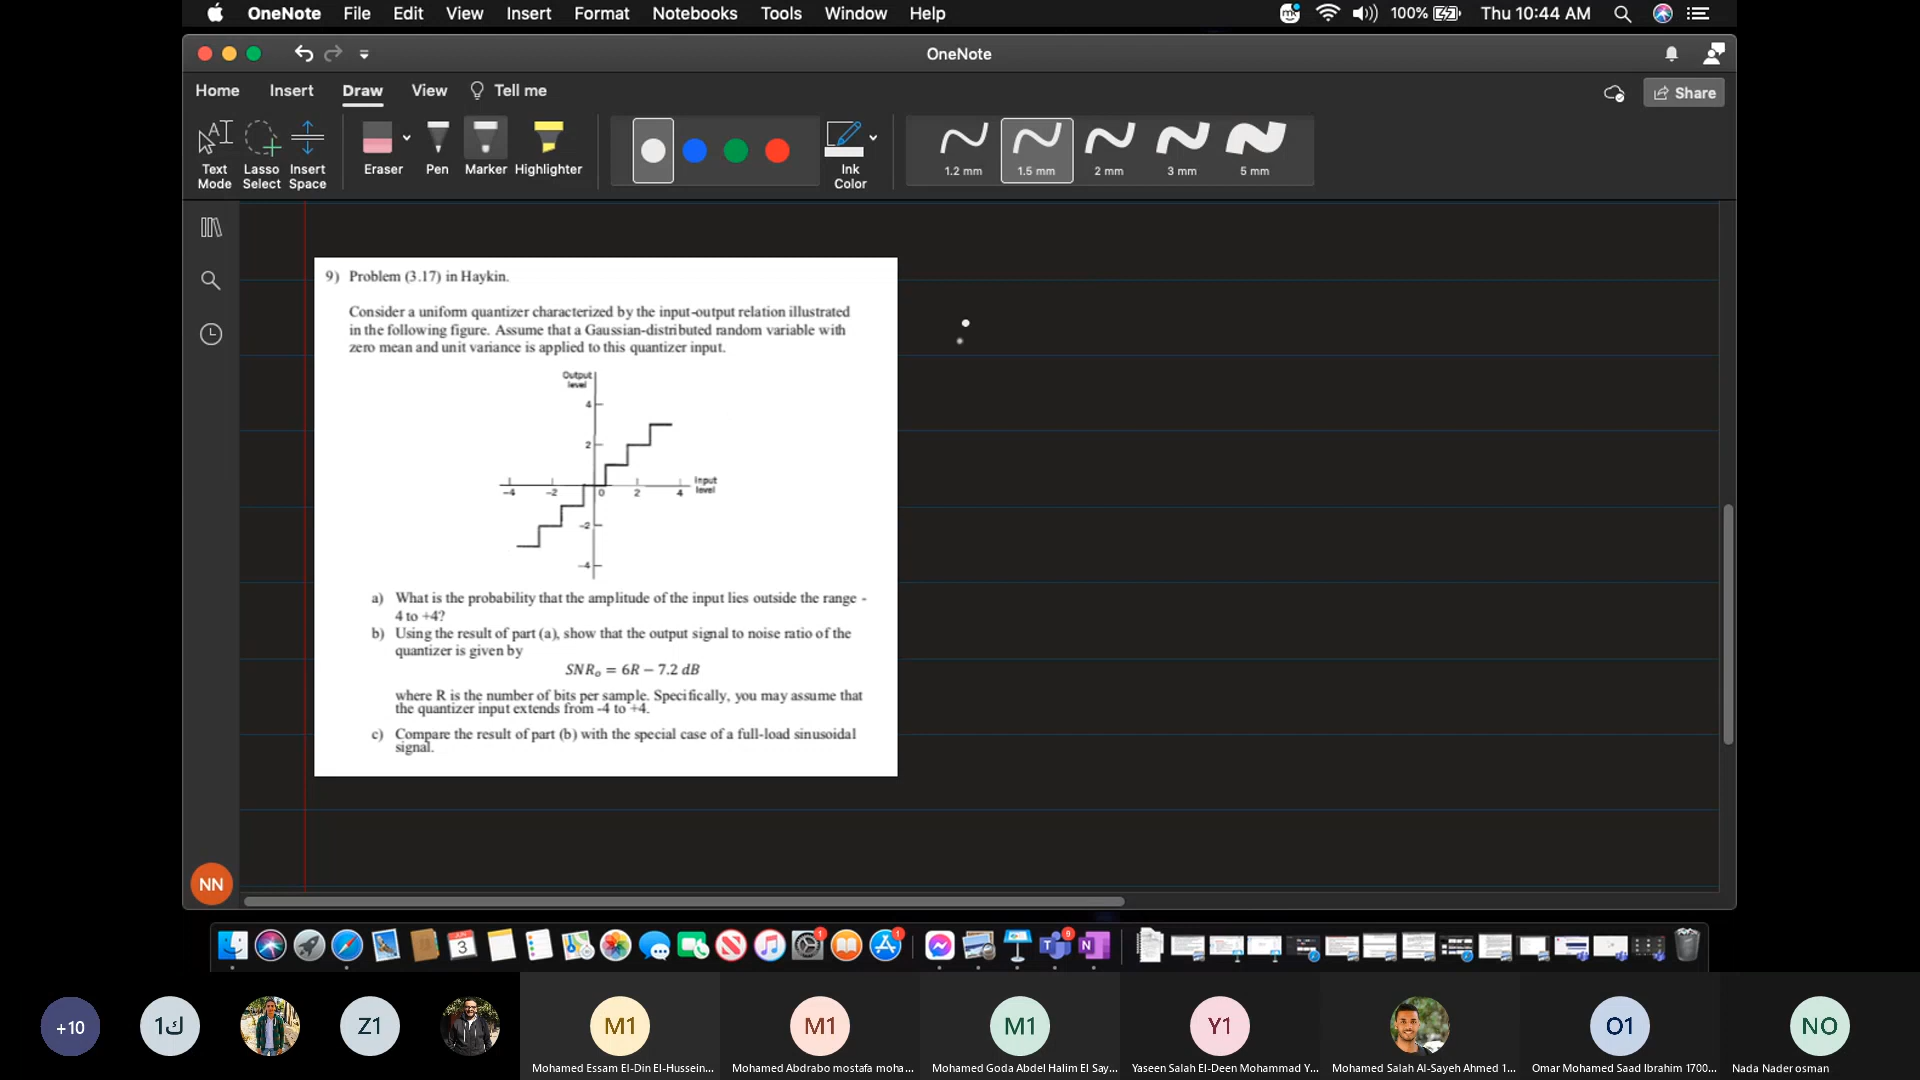 OneNote File Edit View Insert Format Notebooks Tools Window Help
100% Thu 10:44 AM
OneNote
Home Insert Draw View Tell me
Share
Text Mode
Lasso Select
Insert Space
Eraser
Pen
Marker
Highlighter
Ink Color
1.2 mm
1.5 mm
2 mm
3 mm
5 mm
9) Problem (3.17) in Haykin.
Consider a uniform quantizer characterized by the input-output relation illustrated
in the following figure. Assume that a Gaussian-distributed random variable with
zero mean and unit variance is applied to this quantizer input.
Output
level
4
2
-4 -2 0 2 4
Input
level
-2
-4
a) What is the probability that the amplitude of the input lies outside the range -
4 to +4?
b) Using the result of part (a), show that the output signal to noise ratio of the
quantizer is given by
SNRₒ = 6R − 7.2 dB
where R is the number of bits per sample. Specifically, you may assume that
the quantizer input extends from -4 to +4.
c) Compare the result of part (b) with the special case of a full-load sinusoidal
signal.
NN
JUN
3
1
1
9
+10
ك1
Z1
M1
M1
M1
Y1
O1
NO
Mohamed Essam El-Din El-Hussein...
Mohamed Abdrabo mostafa moha...
Mohamed Goda Abdel Halim El Say...
Yaseen Salah El-Deen Mohammad Y...
Mohamed Salah Al-Sayeh Ahmed 1...
Omar Mohamed Saad Ibrahim 1700...
Nada Nader osman